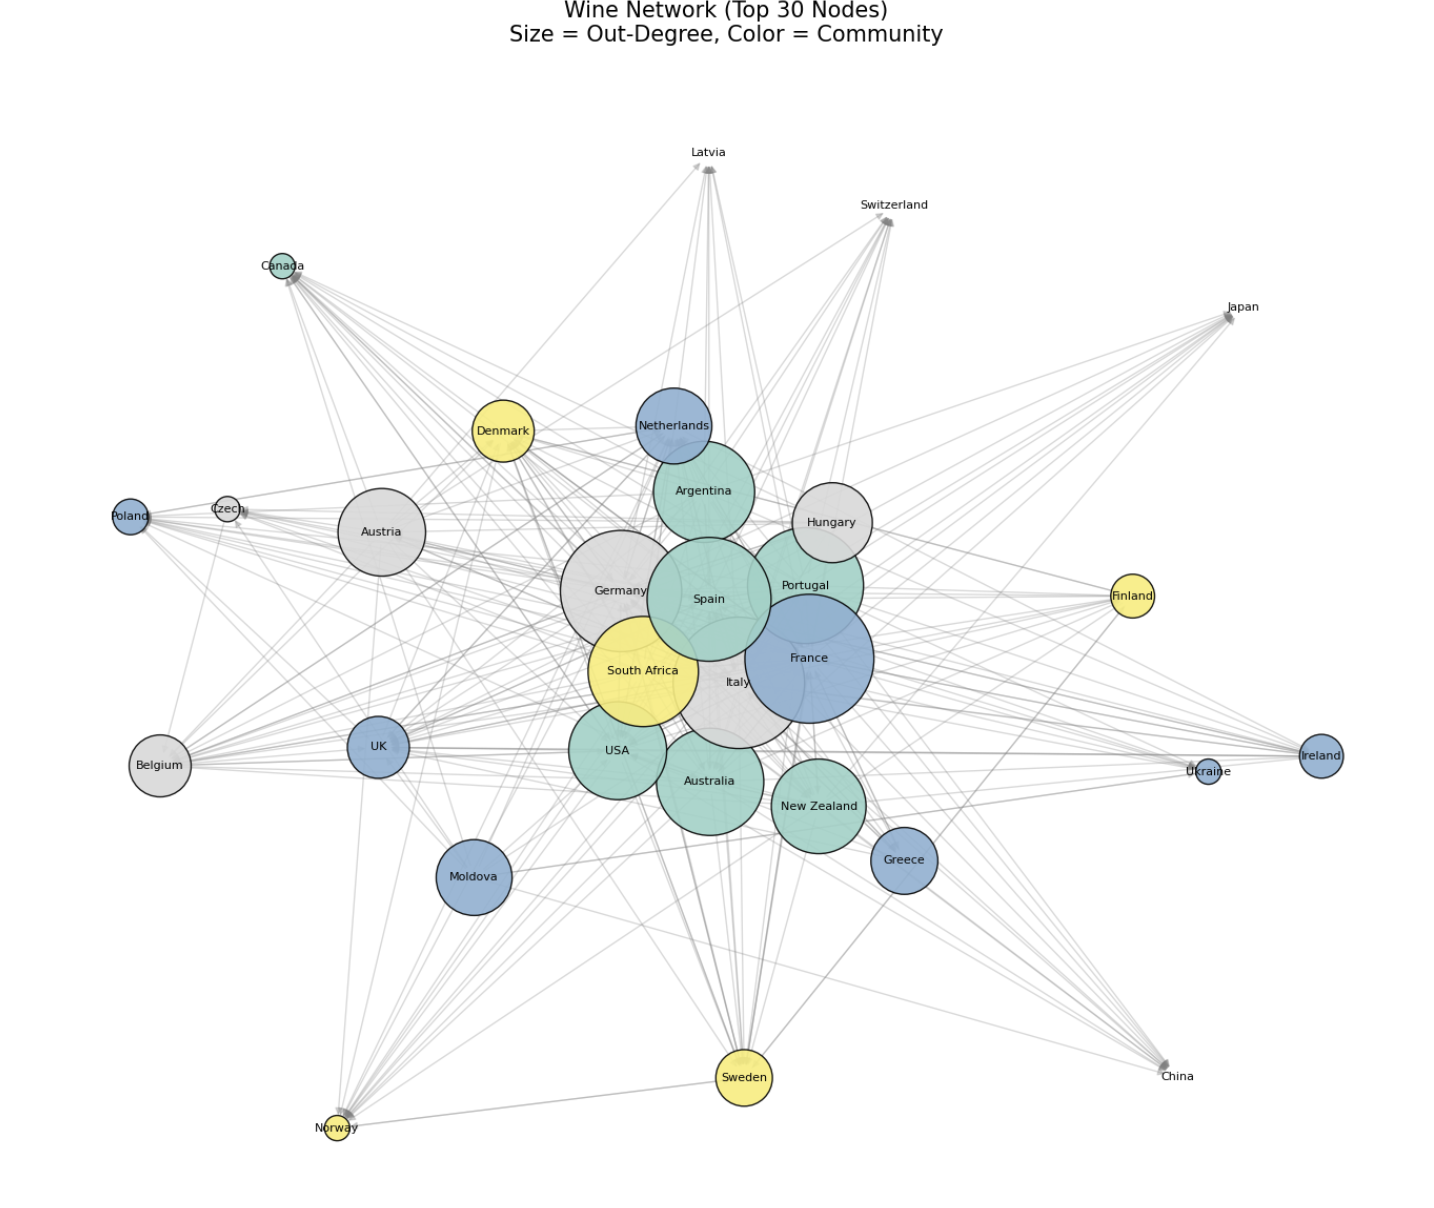 Wine Network (Top 30 Nodes)
Size = Out-Degree, Color = Community
Latvia
Switzerland
Canada
Japan
Netherlands
Denmark
Argentina
Czech
Poland
Hungary
Austria
Portugal
Germany
Finland
Spain
France
South Africa
Italy
UK
USA
Ireland
Belgium
Ukraine
Australia
New Zealand
Greece
Moldova
China
Sweden
Norway